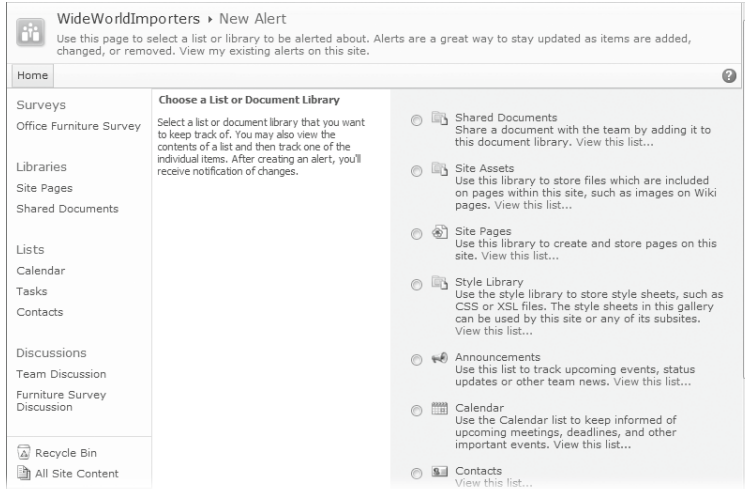 WideWorldImporters ▸ New Alert
Use this page to select a list or library to be alerted about. Alerts are a great way to stay updated as items are added,
changed, or removed. View my existing alerts on this site.
Home
Surveys
Office Furniture Survey
Libraries
Site Pages
Shared Documents
Lists
Calendar
Tasks
Contacts
Discussions
Team Discussion
Furniture Survey
Discussion
Recycle Bin
All Site Content
Choose a List or Document Library
Select a list or document library that you want
to keep track of. You may also view the
contents of a list and then track one of the
individual items. After creating an alert, you'll
receive notification of changes.
Shared Documents
Share a document with the team by adding it to
this document library. View this list...
Site Assets
Use this library to store files which are included
on pages within this site, such as images on Wiki
pages. View this list...
Site Pages
Use this library to create and store pages on this
site. View this list...
Style Library
Use the style library to store style sheets, such as
CSS or XSL files. The style sheets in this gallery
can be used by this site or any of its subsites.
View this list...
Announcements
Use this list to track upcoming events, status
updates or other team news. View this list...
Calendar
Use the Calendar list to keep informed of
upcoming meetings, deadlines, and other
important events. View this list...
Contacts
View this list...